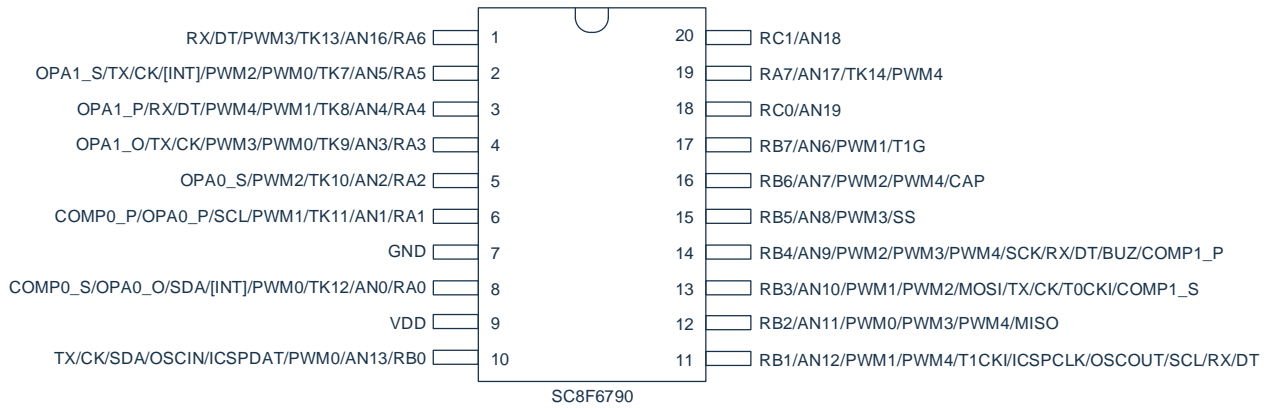 RX/DT/PWM3/TK13/AN16/RA6 1 20 RC1/AN18
OPA1_S/TX/CK/[INT]/PWM2/PWM0/TK7/AN5/RA5 2 19 RA7/AN17/TK14/PWM4
OPA1_P/RX/DT/PWM4/PWM1/TK8/AN4/RA4 3 18 RC0/AN19
OPA1_O/TX/CK/PWM3/PWM0/TK9/AN3/RA3 4 17 RB7/AN6/PWM1/T1G
OPA0_S/PWM2/TK10/AN2/RA2 5 16 RB6/AN7/PWM2/PWM4/CAP
COMP0_P/OPA0_P/SCL/PWM1/TK11/AN1/RA1 6 15 RB5/AN8/PWM3/SS
GND 7 14 RB4/AN9/PWM2/PWM3/PWM4/SCK/RX/DT/BUZ/COMP1_P
COMP0_S/OPA0_O/SDA/[INT]/PWM0/TK12/AN0/RA0 8 13 RB3/AN10/PWM1/PWM2/MOSI/TX/CK/T0CKI/COMP1_S
VDD 9 12 RB2/AN11/PWM0/PWM3/PWM4/MISO
TX/CK/SDA/OSCIN/ICSPDAT/PWM0/AN13/RB0 10 11 RB1/AN12/PWM1/PWM4/T1CKI/ICSPCLK/OSCOUT/SCL/RX/DT
SC8F6790